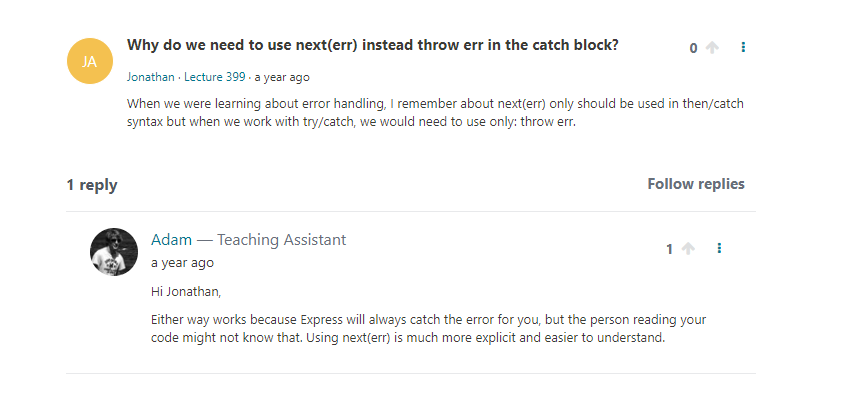 JA
Why do we need to use next(err) instead throw err in the catch block?
0
Jonathan · Lecture 399 · a year ago
When we were learning about error handling, I remember about next(err) only should be used in then/catch
syntax but when we work with try/catch, we would need to use only: throw err.
1 reply
Follow replies
Adam — Teaching Assistant
1
a year ago
Hi Jonathan,
Either way works because Express will always catch the error for you, but the person reading your
code might not know that. Using next(err) is much more explicit and easier to understand.